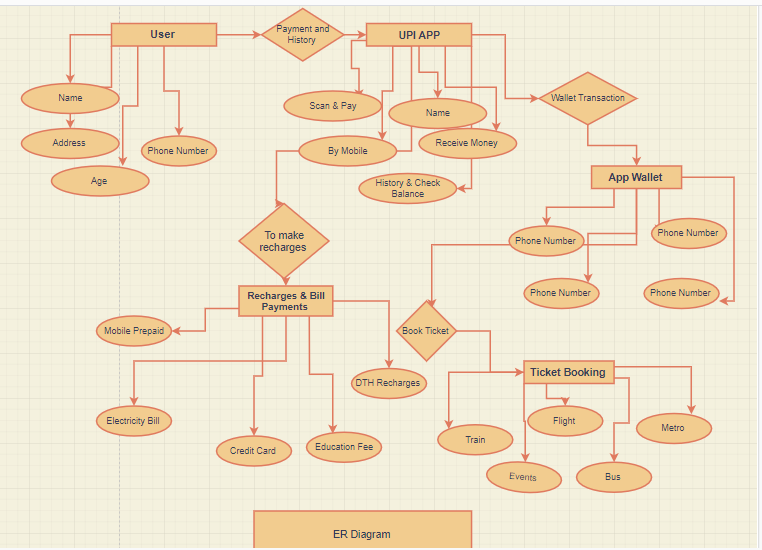 User
Payment and
History
UPI APP
Name
Scan & Pay
Name
Wallet Transaction
Address
Phone Number
By Mobile
Receive Money
Age
History & Check
Balance
App Wallet
To make
recharges
Phone Number
Phone Number
Phone Number
Phone Number
Recharges & Bill
Payments
Mobile Prepaid
Book Ticket
DTH Recharges
Ticket Booking
Electricity Bill
Credit Card
Education Fee
Train
Flight
Metro
Events
Bus
ER Diagram